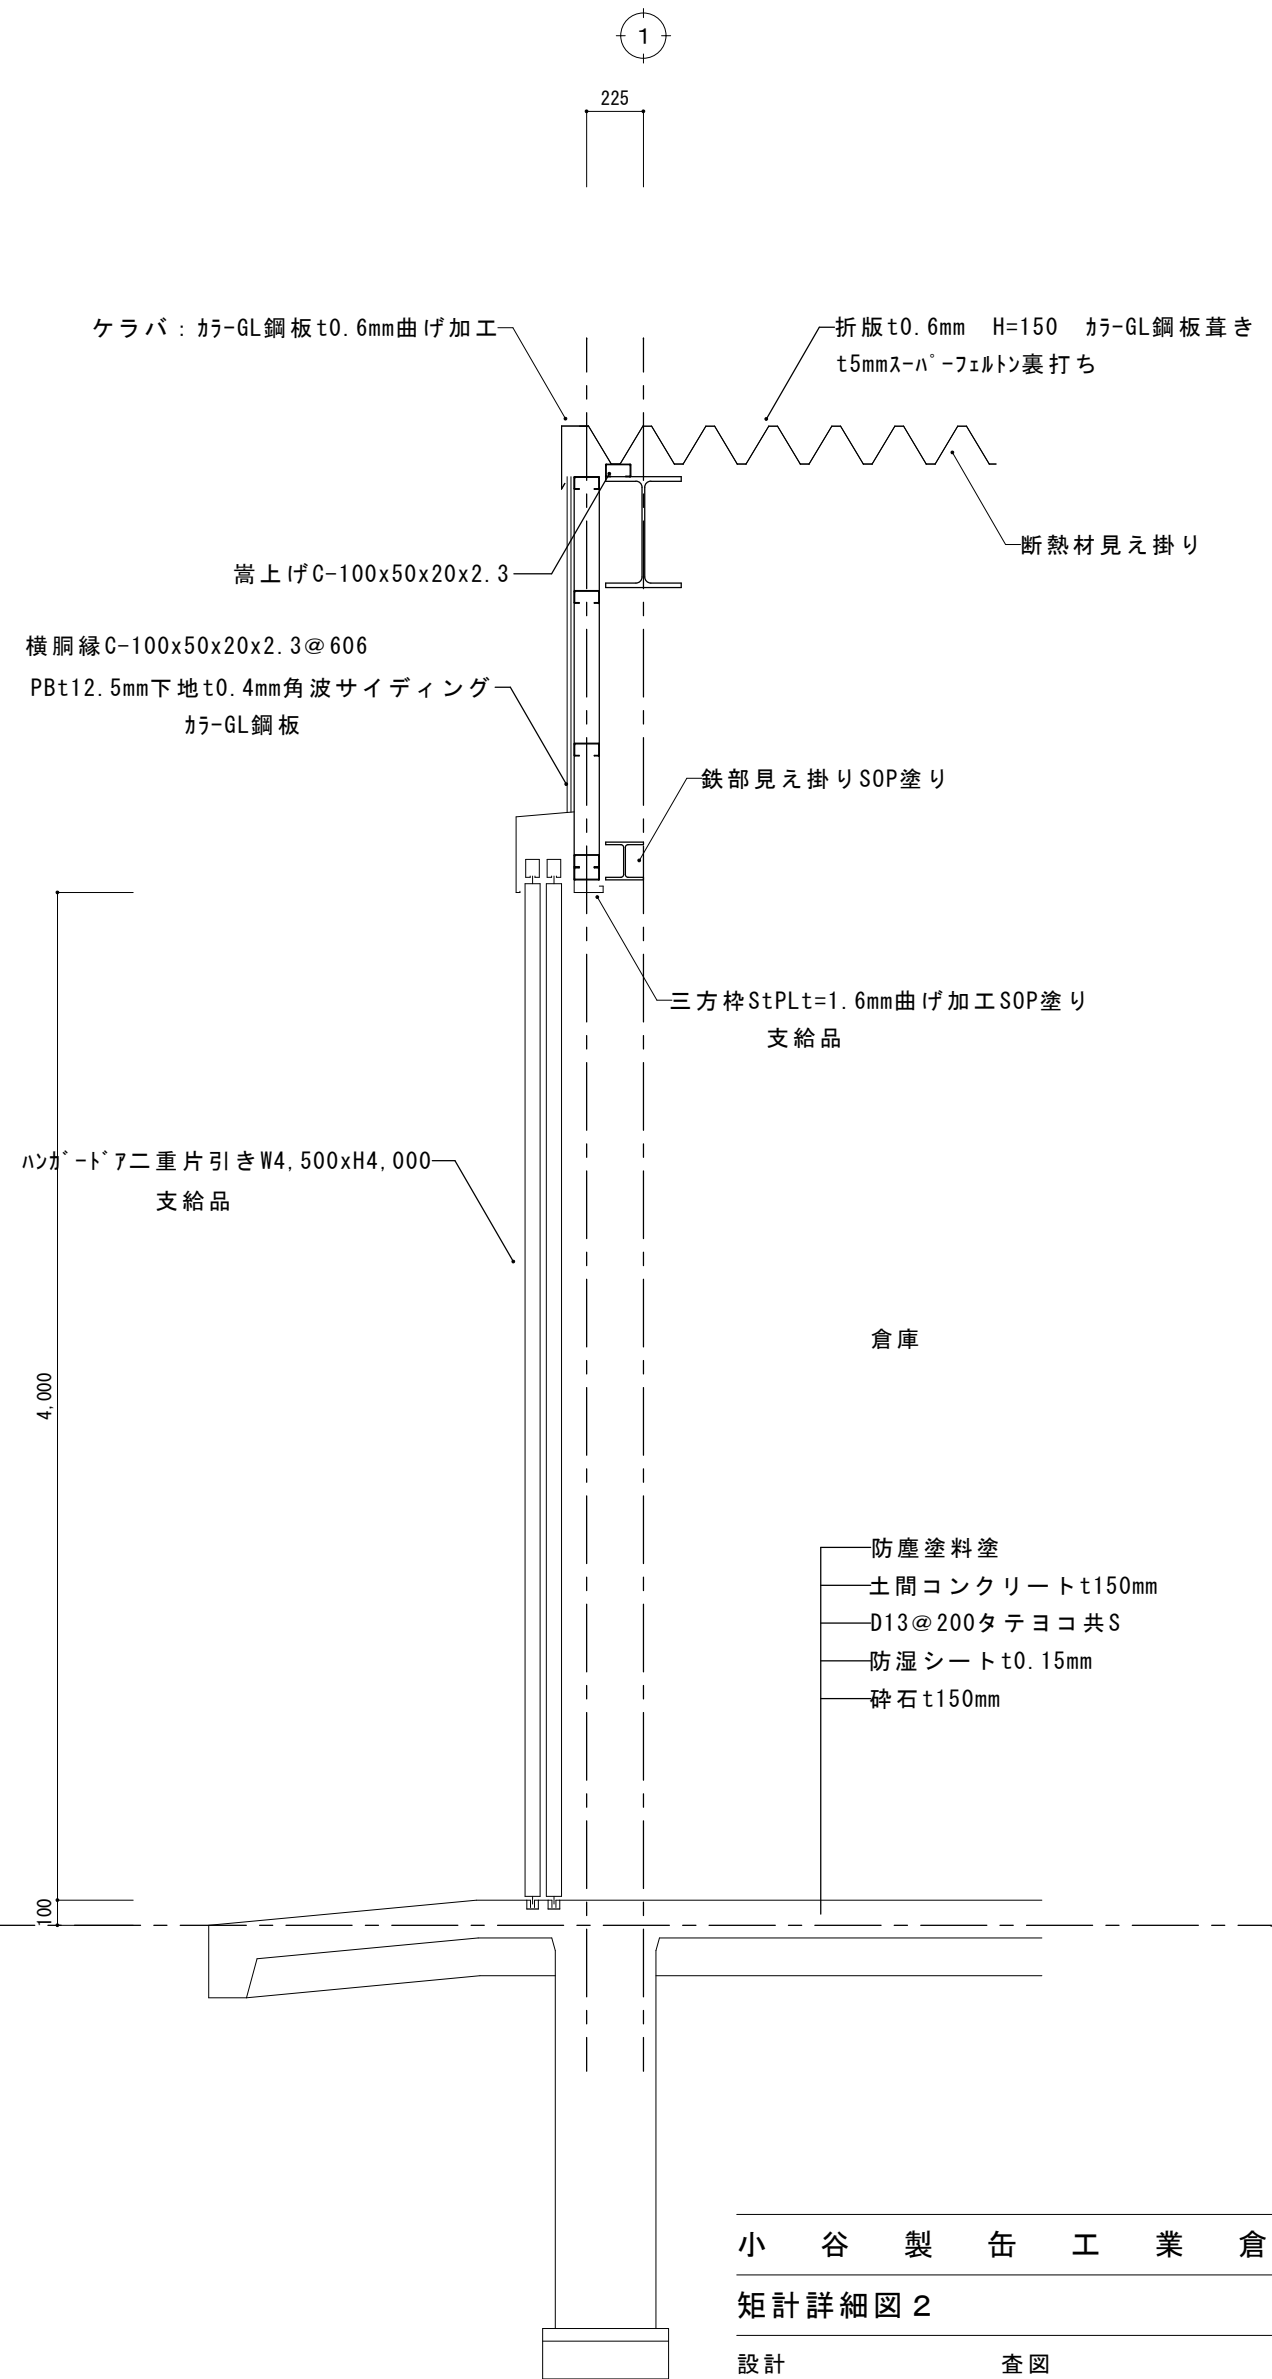 1
225
ケラバ：ｶﾗｰGL鋼板t0.6mm曲げ加工
折版t0.6mm　H=150　ｶﾗｰGL鋼板葺き
t5mmｽｰﾊﾟｰﾌｪﾙﾄﾝ裏打ち
断熱材見え掛り
嵩上げC-100x50x20x2.3
横胴縁C-100x50x20x2.3@606
PBt12.5mm下地t0.4mm角波サイディング
ｶﾗｰGL鋼板
鉄部見え掛りSOP塗り
三方枠StPLt=1.6mm曲げ加工SOP塗り
支給品
ﾊﾝｶﾞｰﾄﾞｱ二重片引きW4,500xH4,000
支給品
倉庫
4,000
防塵塗料塗
土間コンクリートt150mm
D13@200タテヨコ共S
防湿シートt0.15mm
砕石t150mm
100
小谷製缶工業倉
矩計詳細図２
設計　査図